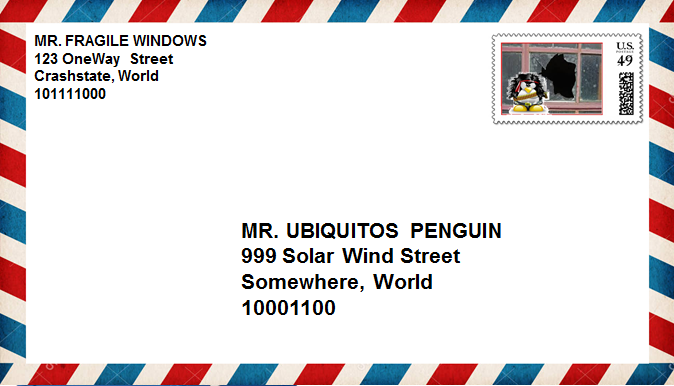 MR. FRAGILE WINDOWS
123 OneWay Street
Crashstate, World
101111000
U.S.
POSTAGE
49
MR. UBIQUITOS PENGUIN
999 Solar Wind Street
Somewhere, World
10001100